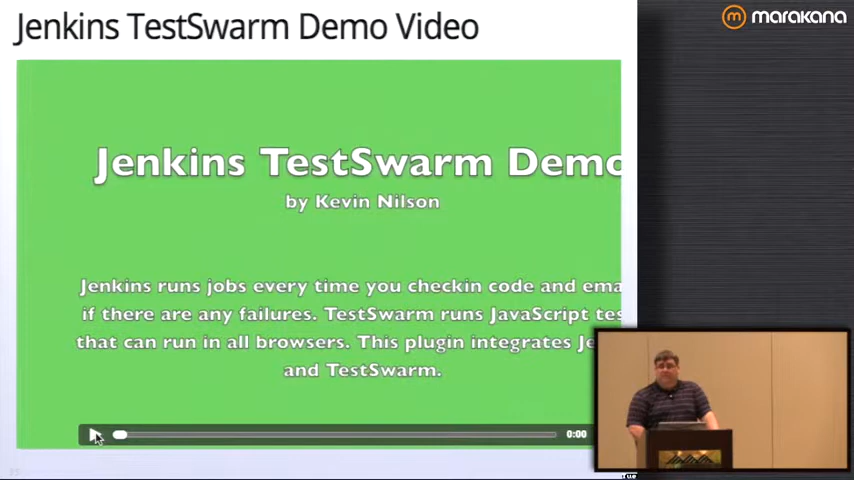 Jenkins TestSwarm Demo Video
marakana
Jenkins TestSwarm Demo
by Kevin Nilson
Jenkins runs jobs every time you checkin code and ema
if there are any failures. TestSwarm runs JavaScript tes
that can run in all browsers. This plugin integrates Je
and TestSwarm.
0:00